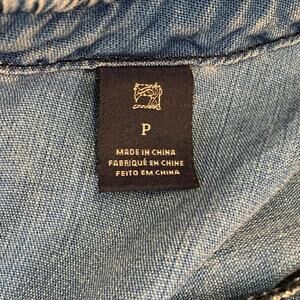 P
MADE IN CHINA
FABRIQUÉ EN CHINE
FEITO EM CHINA